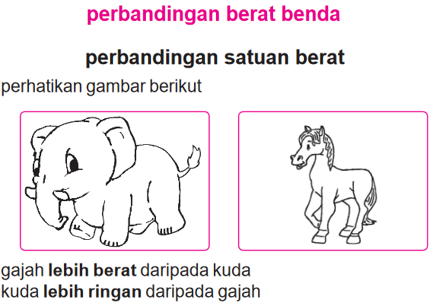 perbandingan berat benda
perbandingan satuan berat
perhatikan gambar berikut
gajah lebih berat daripada kuda
kuda lebih ringan daripada gajah